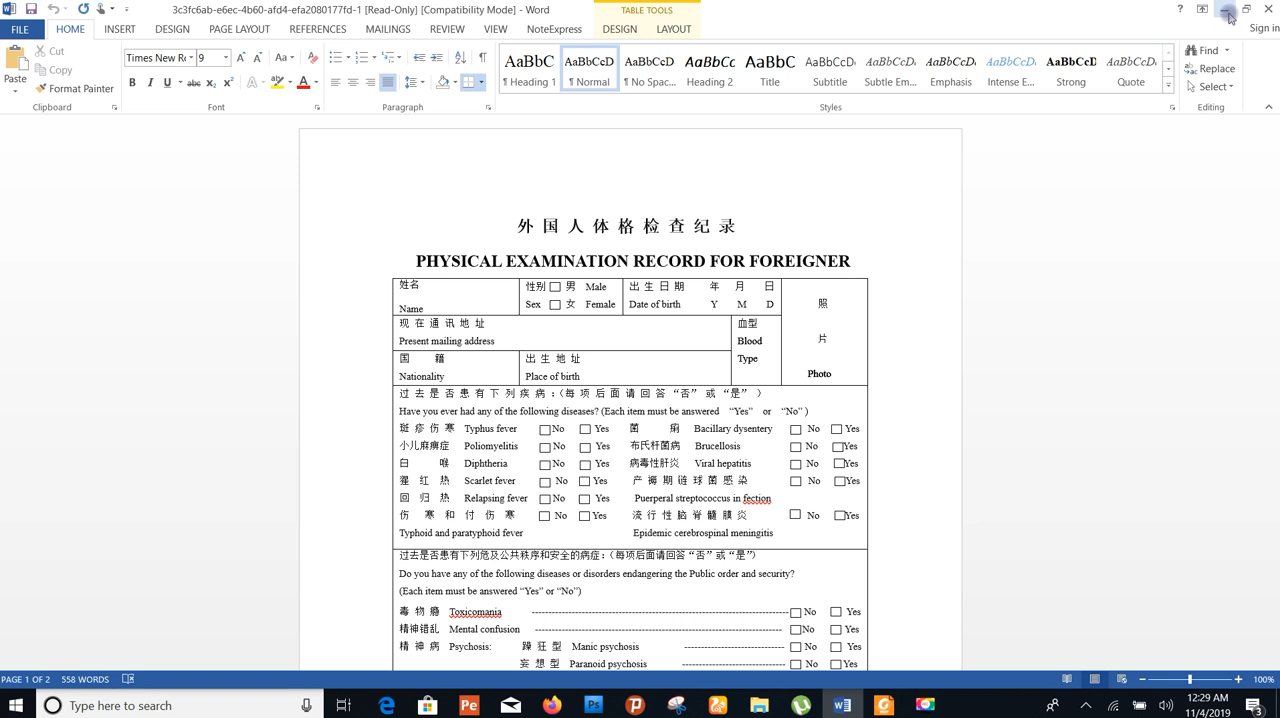 3c3fc6ab-e6ec-4b60-afd4-efa2080177fd-1 [Read-Only] [Compatibility Mode] - Word
TABLE TOOLS
Sign in
FILE HOME INSERT DESIGN PAGE LAYOUT REFERENCES MAILINGS REVIEW VIEW NoteExpress DESIGN LAYOUT
Paste
Cut
Copy
Format Painter
Clipboard
Times New Ro 9
Font
Paragraph
AaBbC AaBbCcD AaBbCcD AaBbCc AaBbC AaBbCcD AaBbCcDı AaBbCcDı AaBbCcDı AaBbCcD AaBbCcDı
¶ Heading 1 ¶ Normal ¶ No Spac... Heading 2 Title Subtitle Subtle Em... Emphasis Intense E... Strong Quote
Styles
Find
Replace
Select
Editing
外 国 人 体 格 检 查 纪 录
PHYSICAL EXAMINATION RECORD FOR FOREIGNER
姓名
Name
性别 男 Male
Sex 女 Female
出 生 日 期 年 月 日
Date of birth Y M D
照
片
Photo
现 在 通 讯 地 址
Present mailing address
血型
Blood
Type
国 籍
Nationality
出 生 地 址
Place of birth
过 去 是 否 患 有 下 列 疾 病 ：（每 项 后 面 请 回 答 “否 ” 或 “是 ” ）
Have you ever had any of the following diseases? (Each item must be answered “Yes” or “No” )
斑 疹 伤 寒 Typhus fever No Yes 菌 痢 Bacillary dysentery No Yes
小儿麻痹症 Poliomyelitis No Yes 布氏杆菌病 Brucellosis No Yes
白 喉 Diphtheria No Yes 病毒性肝炎 Viral hepatitis No Yes
猩 红 热 Scarlet fever No Yes 产 褥 期 链 球 菌 感 染 No Yes
回 归 热 Relapsing fever No Yes Puerperal streptococcus in fection
伤 寒 和 付 伤 寒 No Yes 流 行 性 脑 脊 髓 膜 炎 No Yes
Typhoid and paratyphoid fever Epidemic cerebrospinal meningitis
过去是否患有下列危及公共秩序和安全的病症：（每项后面请回答“否”或“是”）
Do you have any of the following diseases or disorders endangering the Public order and security?
(Each item must be answered “Yes” or “No”)
毒 物 瘾 Toxicomania No Yes
精神错乱 Mental confusion No Yes
精 神 病 Psychosis: 躁 狂 型 Manic psychosis No Yes
妄 想 型 Paranoid psychosis No Yes
PAGE 1 OF 2 558 WORDS 100%
Type here to search
12:29 AM
11/4/2019
3